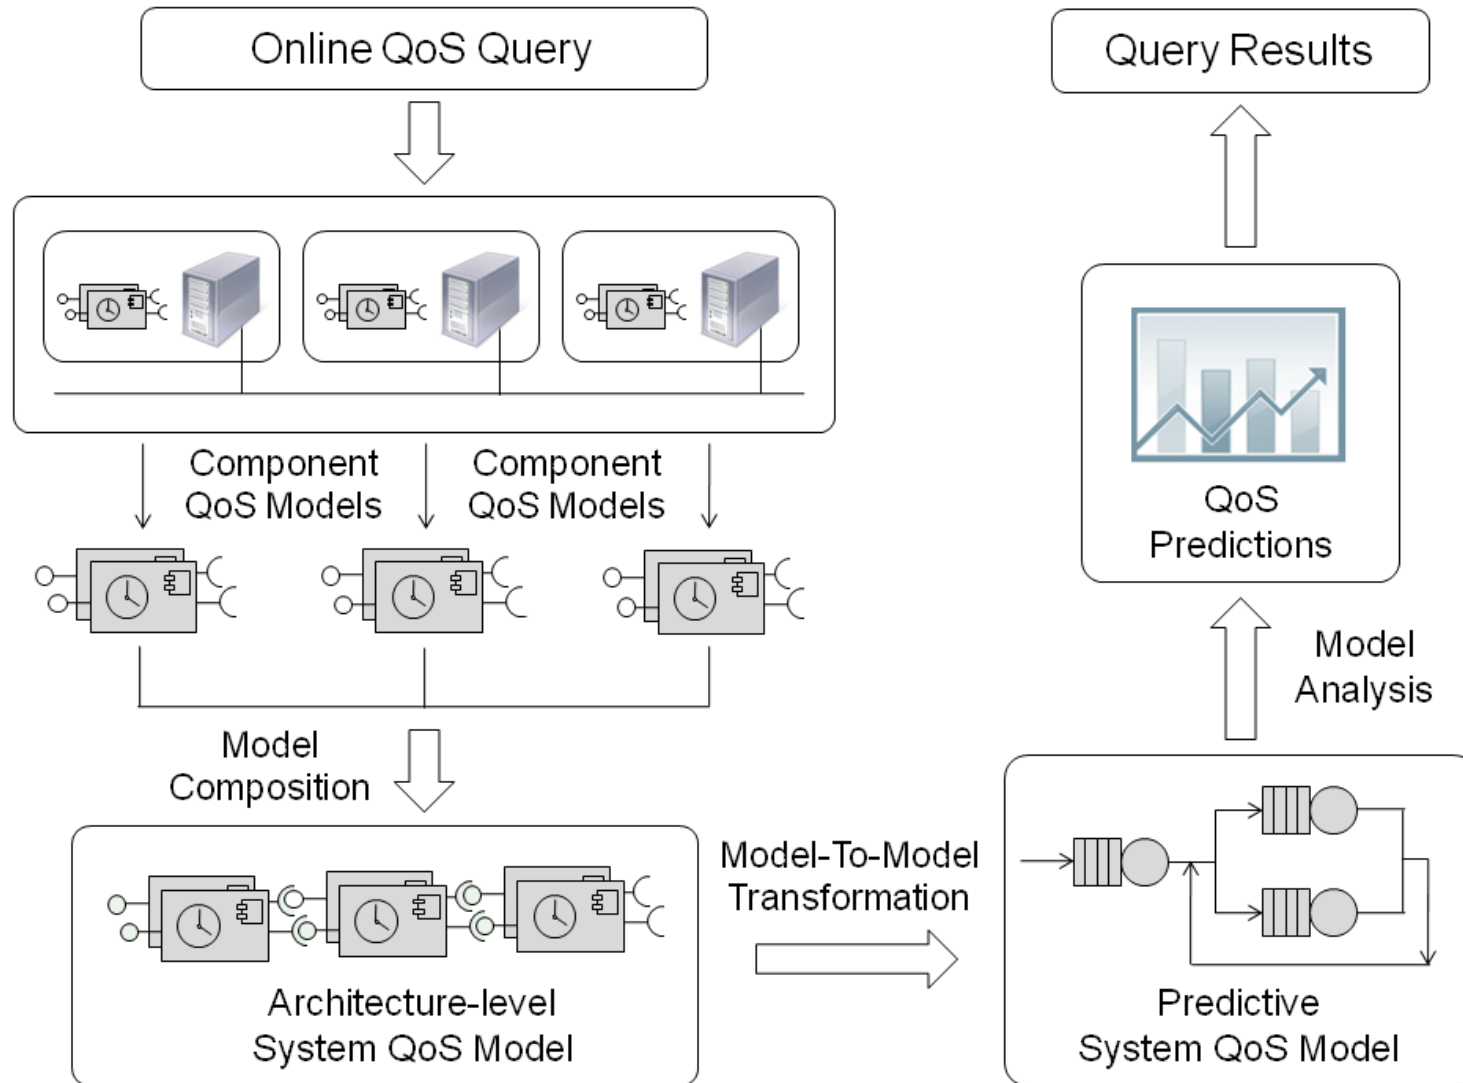 Online QoS Query
Query Results
Component
QoS Models
Component
QoS Models
Model
Composition
Architecture-level
System QoS Model
Model-To-Model
Transformation
Predictive
System QoS Model
Model
Analysis
QoS
Predictions